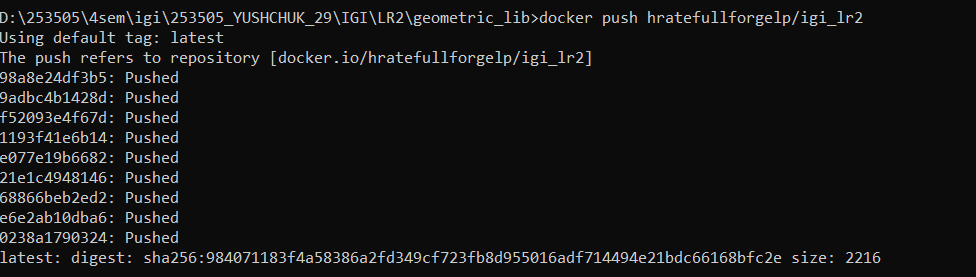 D:\253505\4sem\igi\253505_YUSHCHUK_29\IGI\LR2\geometric_lib>docker push hratefullforgelp/igi_lr2
Using default tag: latest
The push refers to repository [docker.io/hratefullforgelp/igi_lr2]
98a8e24df3b5: Pushed
9adbc4b1428d: Pushed
f52093e4f67d: Pushed
1193f41e6b14: Pushed
e077e19b6682: Pushed
21e1c4948146: Pushed
68866beb2ed2: Pushed
e6e2ab10dba6: Pushed
0238a1790324: Pushed
latest: digest: sha256:984071183f4a58386a2fd349cf723fb8d955016adf714494e21bdc66168bfc2e size: 2216